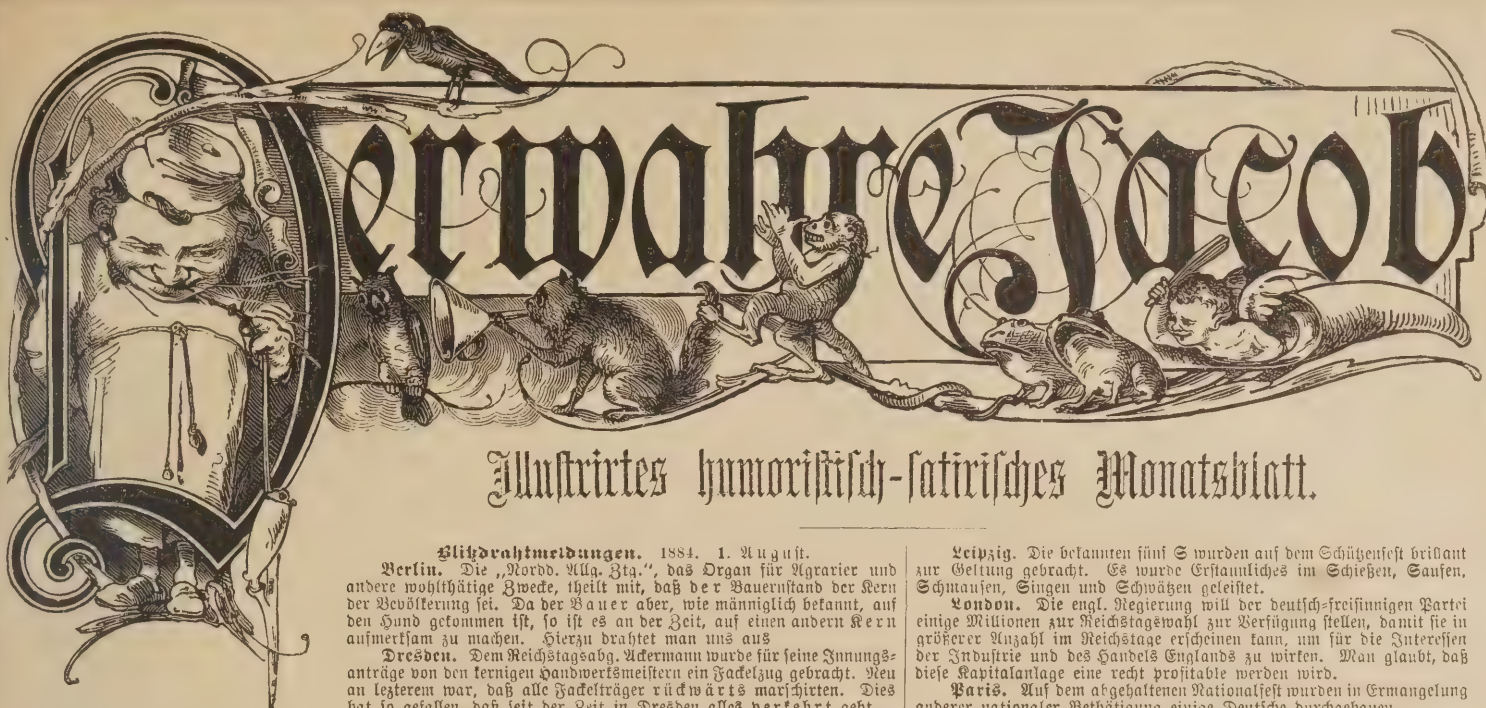 Der wahre Jacob
Illustrirtes humoristisch-satirisches Monatsblatt.
Blitzdrahtmeldungen. 1884. 1. August.
Berlin. Die „Nordd. Allg. Ztg.“, das Organ für Agrarier und
andere wohlthätige Zwecke, theilt mit, daß der Bauernstand der Kern
der Bevölkerung sei. Da der Bauer aber, wie männiglich bekannt, auf
den Hund gekommen ist, so ist es an der Zeit, auf einen andern Kern
aufmerksam zu machen. Hierzu drahtet man uns aus
Dresden. Dem Reichstagsabg. Ackermann wurde für seine Innungs-
anträge von den kernigen Handwerksmeistern ein Fackelzug gebracht. Neu
an lezterem war, daß alle Fackelträger rückwärts marschirten. Dies
hat so gefallen, daß seit der Zeit in Dresden alles verkehrt geht.
Leipzig. Die bekannten fünf S wurden auf dem Schützenfest brillant
zur Geltung gebracht. Es wurde Erstaunliches im Schießen, Saufen,
Schmausen, Singen und Schwätzen geleistet.
London. Die engl. Regierung will der deutsch-freisinnigen Partei
einige Millionen zur Reichstagswahl zur Verfügung stellen, damit sie in
größerer Anzahl im Reichstage erscheinen kann, um für die Interessen
der Industrie und des Handels Englands zu wirken. Man glaubt, daß
diese Kapitalanlage eine recht profitable werden wird.
Paris. Auf dem abgehaltenen Nationalfest wurden in Ermangelung
anderer nationaler Bethätigung einige Deutsche durchgehauen.